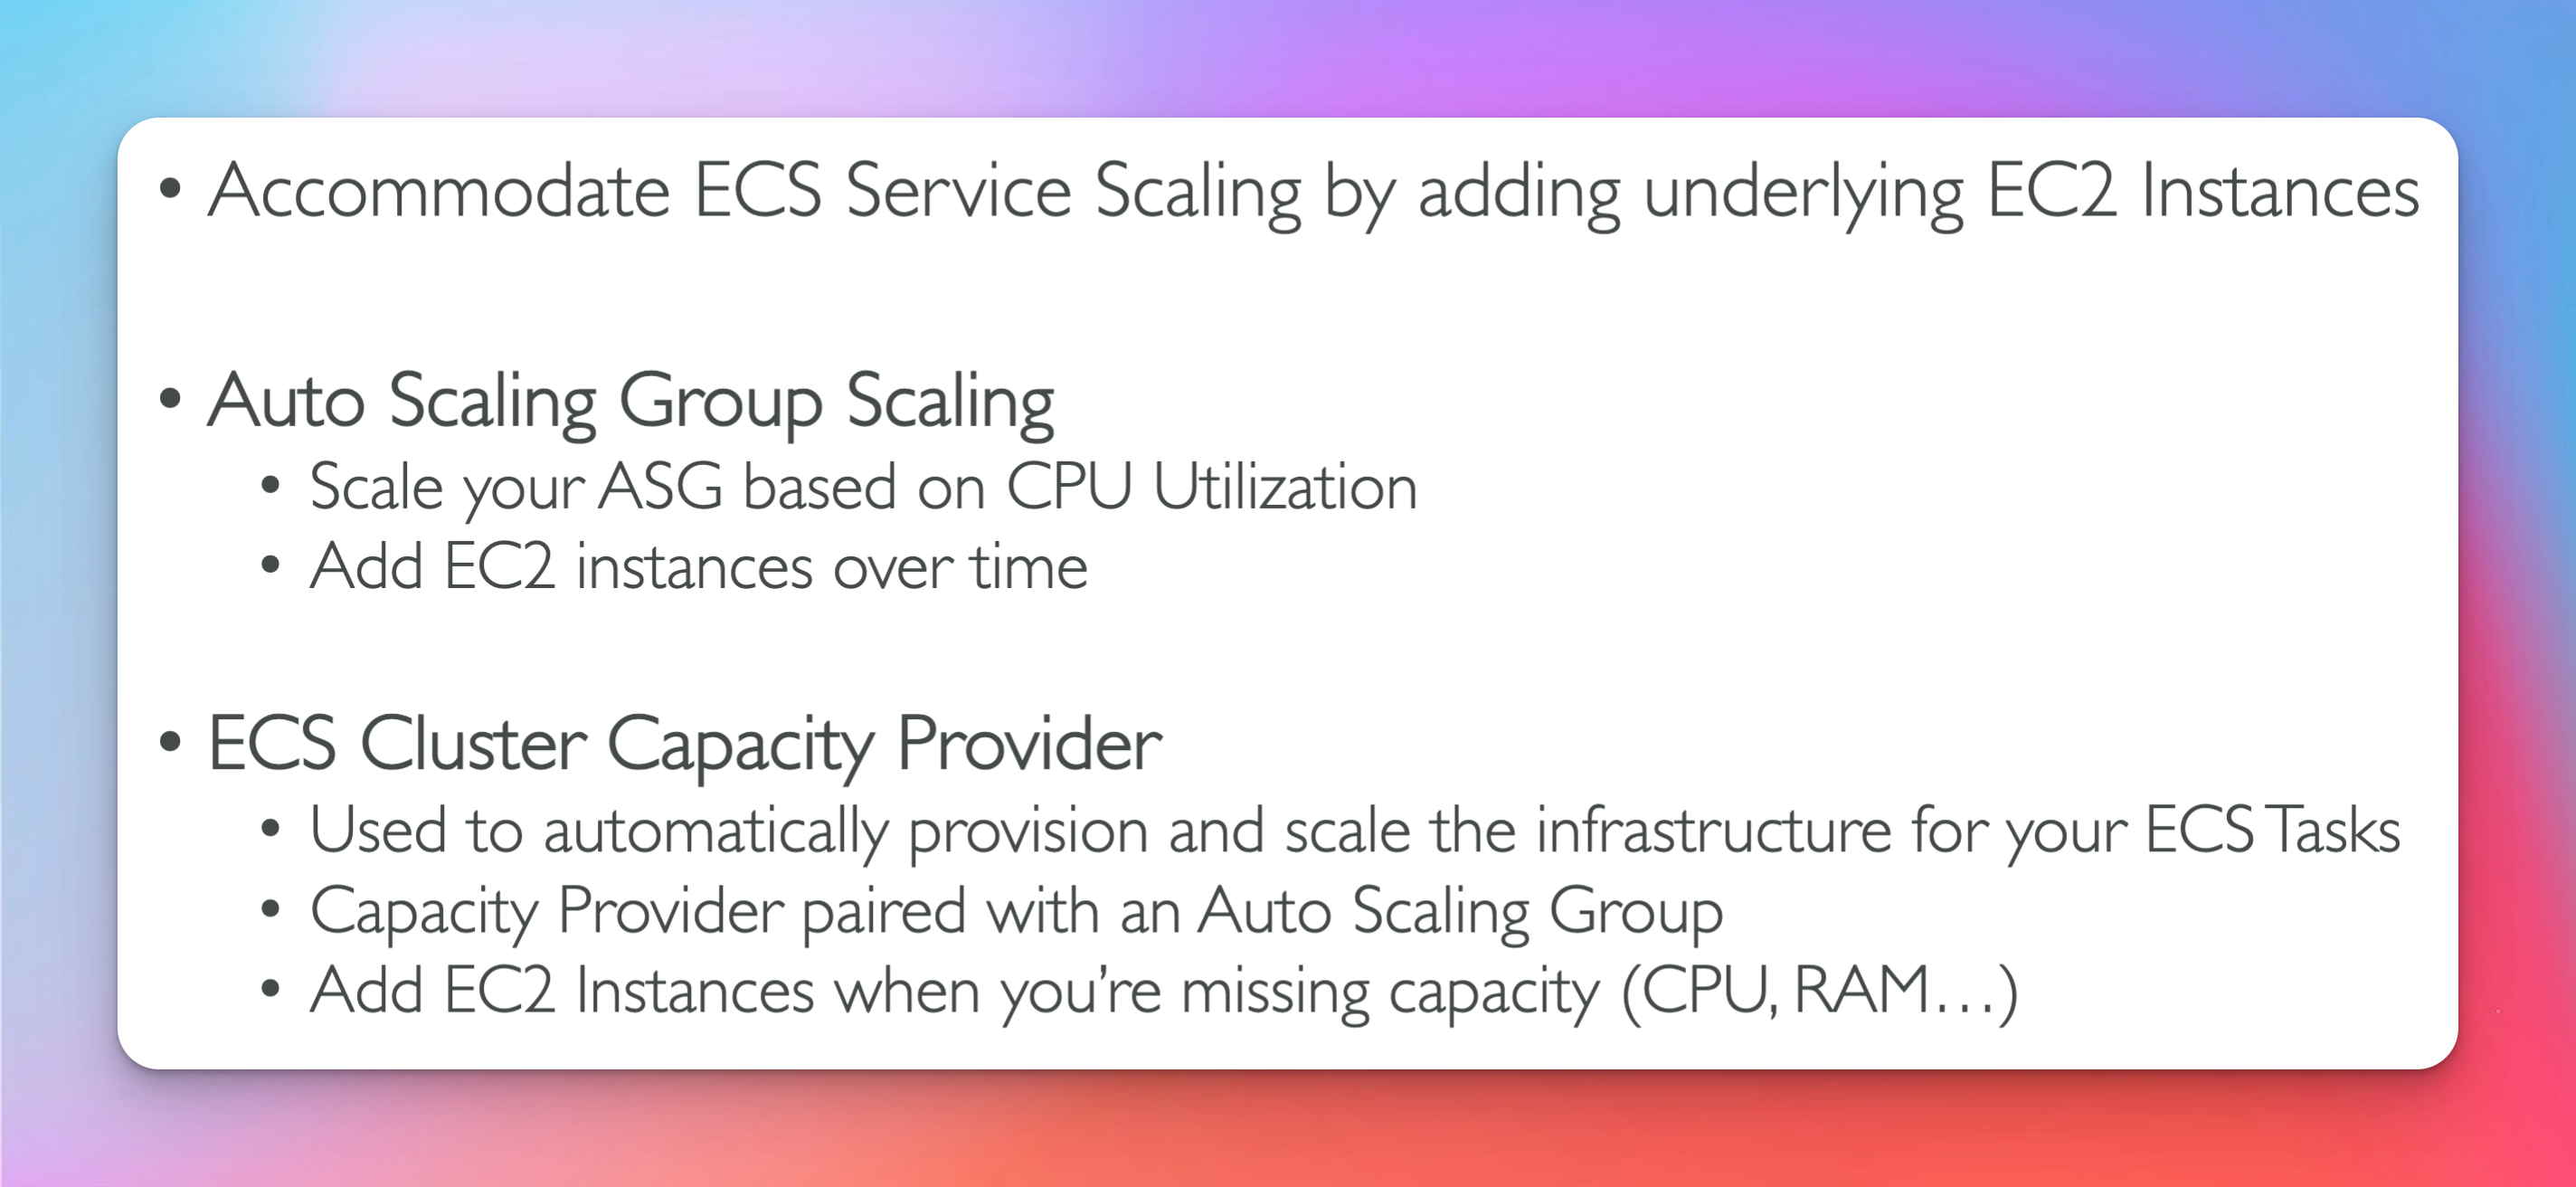 • Accommodate ECS Service Scaling by adding underlying EC2 Instances
• Auto Scaling Group Scaling
• Scale your ASG based on CPU Utilization
• Add EC2 instances over time
• ECS Cluster Capacity Provider
• Used to automatically provision and scale the infrastructure for your ECS Tasks
• Capacity Provider paired with an Auto Scaling Group
• Add EC2 Instances when you’re missing capacity (CPU, RAM…)